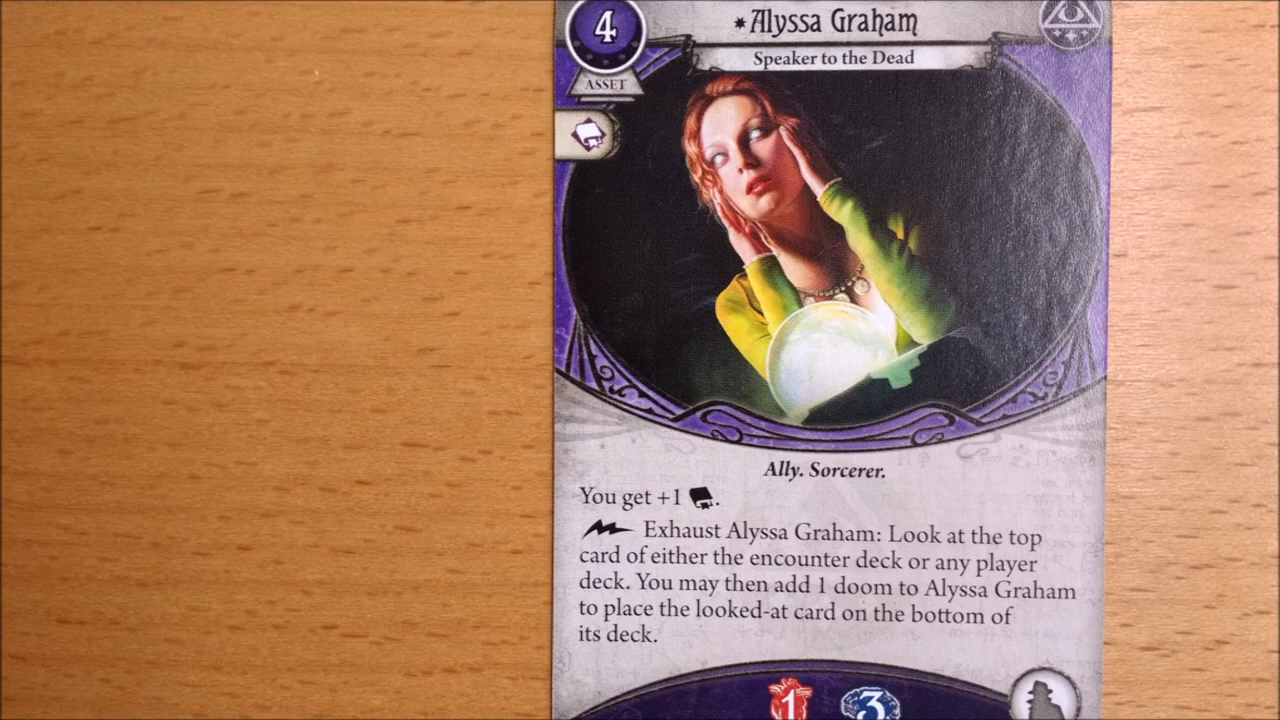 4
Alyssa Graham
Speaker to the Dead
ASSET
Ally. Sorcerer.
You get +1 .
Exhaust Alyssa Graham: Look at the top
card of either the encounter deck or any player
deck. You may then add 1 doom to Alyssa Graham
to place the looked-at card on the bottom of
its deck.
1 3